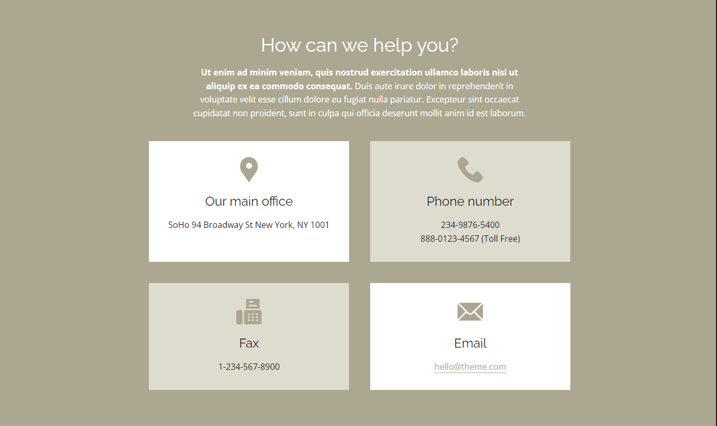 How can we help you?
Ut enim ad minim veniam, quis nostrud exercitation ullamco laboris nisi ut
aliquip ex ea commodo consequat. Duis aute irure dolor in reprehenderit in
voluptate velit esse cillum dolore eu fugiat nulla pariatur. Excepteur sint occaecat
cupidatat non proident, sunt in culpa qui officia deserunt mollit anim id est laborum.
Our main office
SoHo 94 Broadway St New York, NY 1001
Phone number
234-9876-5400
888-0123-4567 (Toll Free)
Fax
1-234-567-8900
Email
hello@theme.com